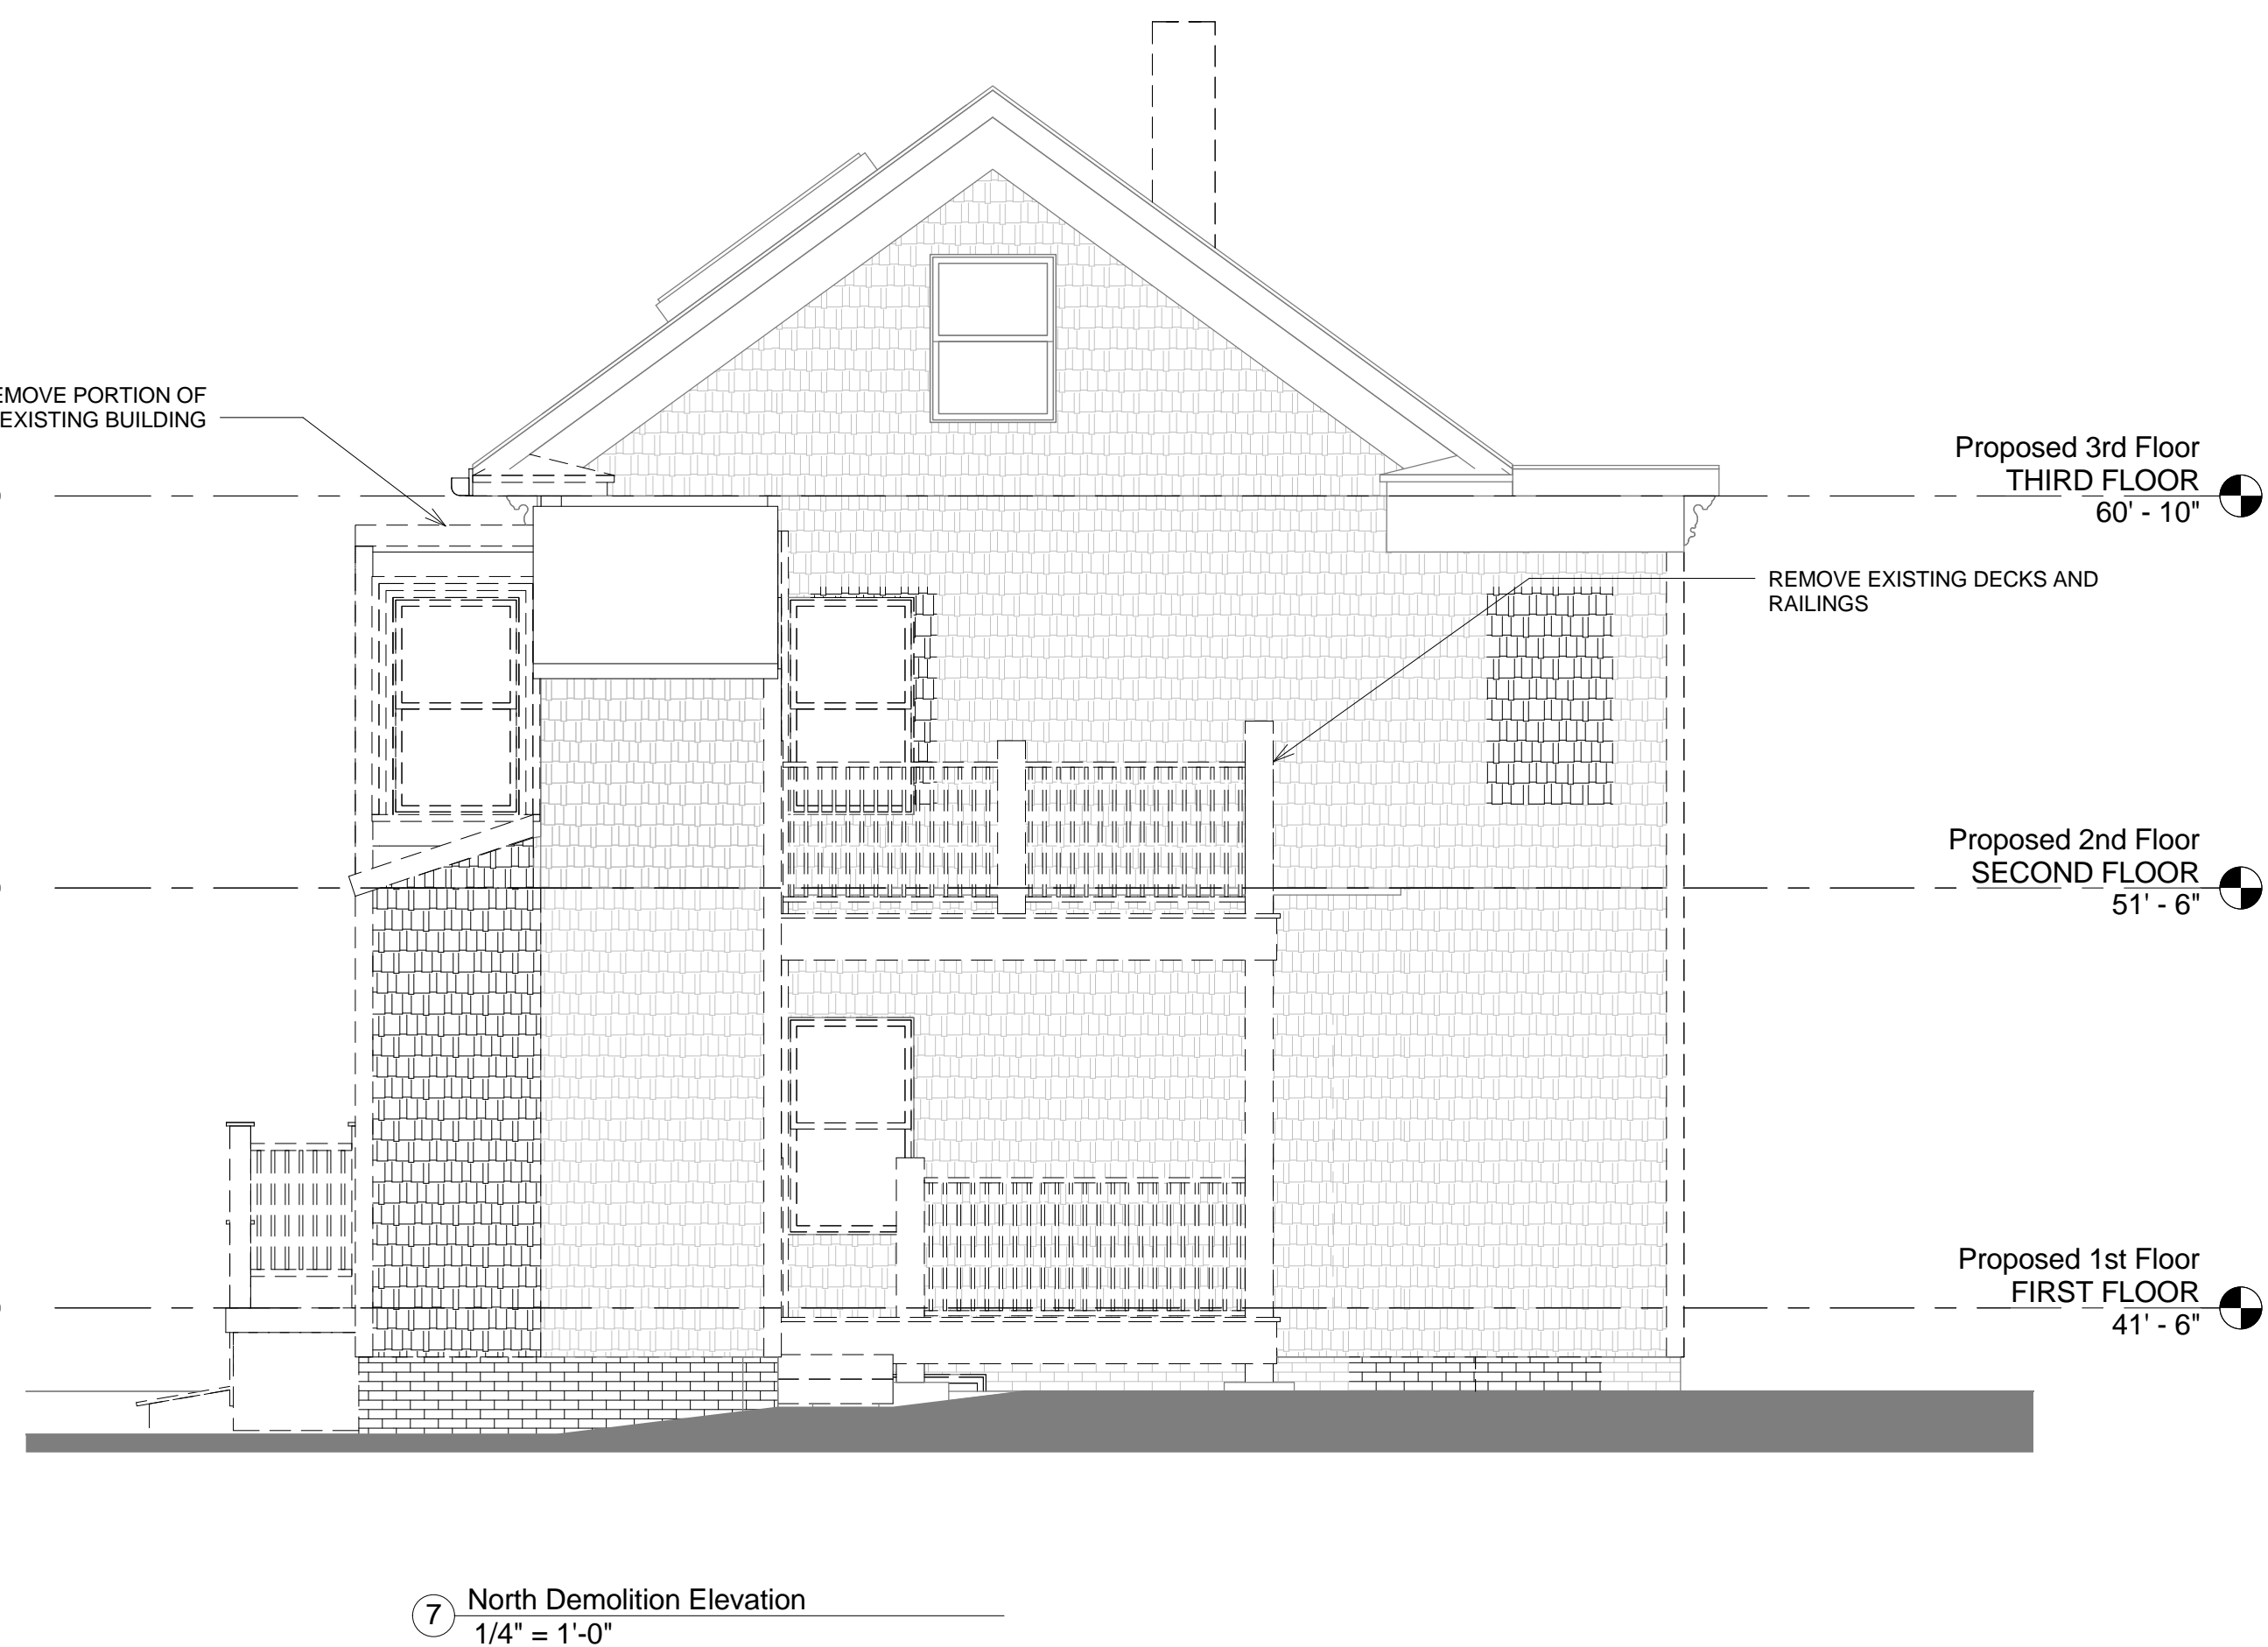 EMOVE PORTION OF
EXISTING BUILDING
Proposed 3rd Floor
THIRD FLOOR
60' - 10"
REMOVE EXISTING DECKS AND
RAILINGS
Proposed 2nd Floor
SECOND FLOOR
51' - 6"
Proposed 1st Floor
FIRST FLOOR
41' - 6"
7
North Demolition Elevation
1/4" = 1'-0"